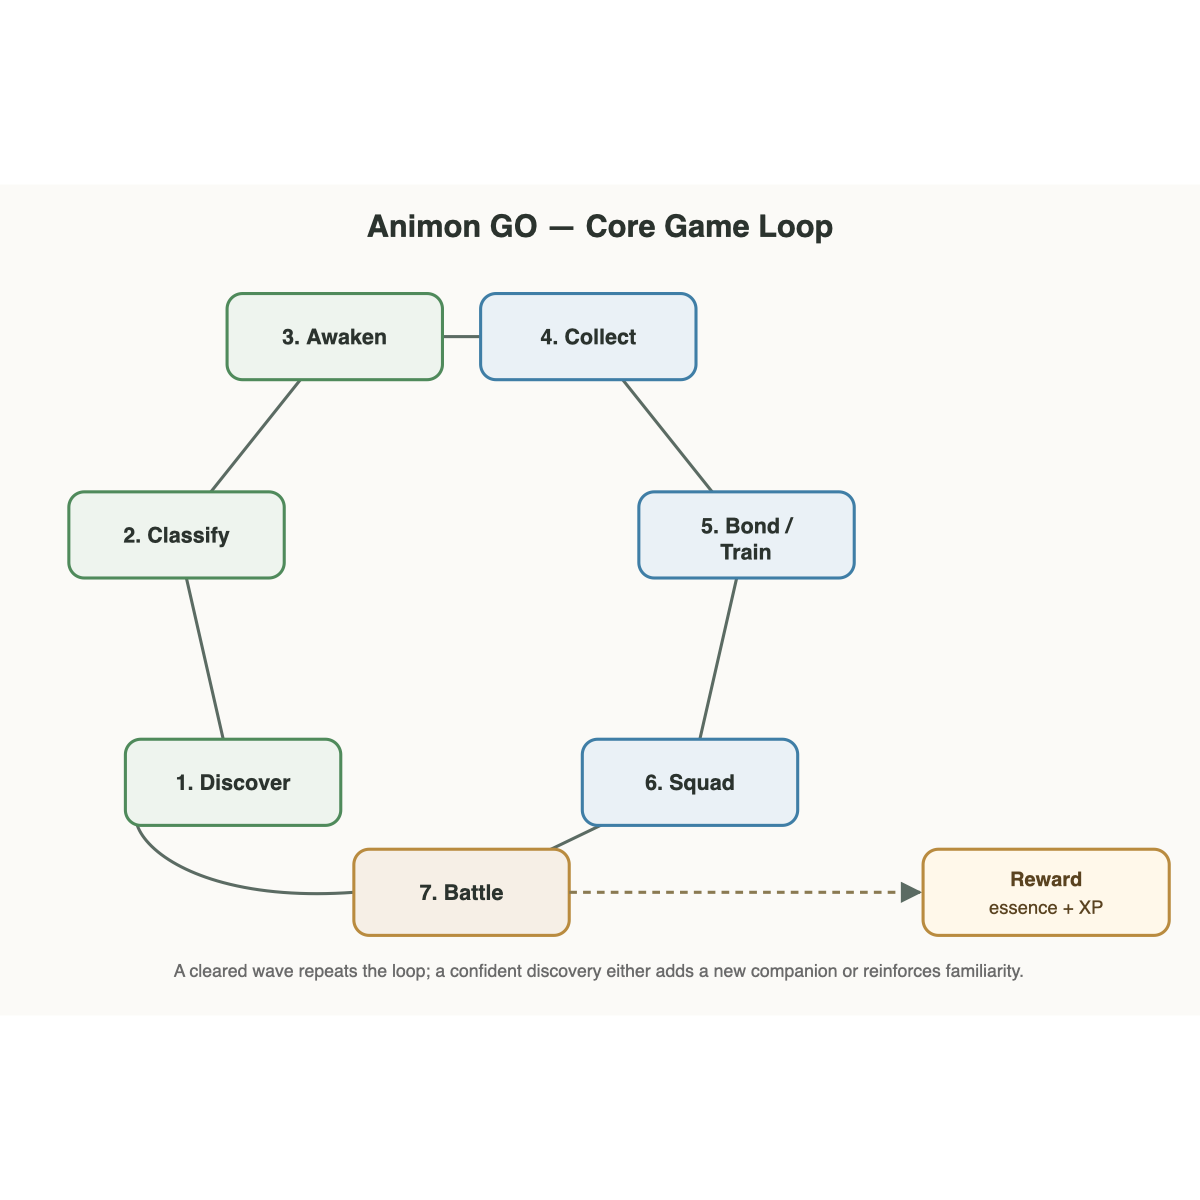 Animon GO — Core Game Loop
3. Awaken
4. Collect
2. Classify
5. Bond /
Train
1. Discover
6. Squad
7. Battle
Reward
essence + XP
A cleared wave repeats the loop; a confident discovery either adds a new companion or reinforces familiarity.